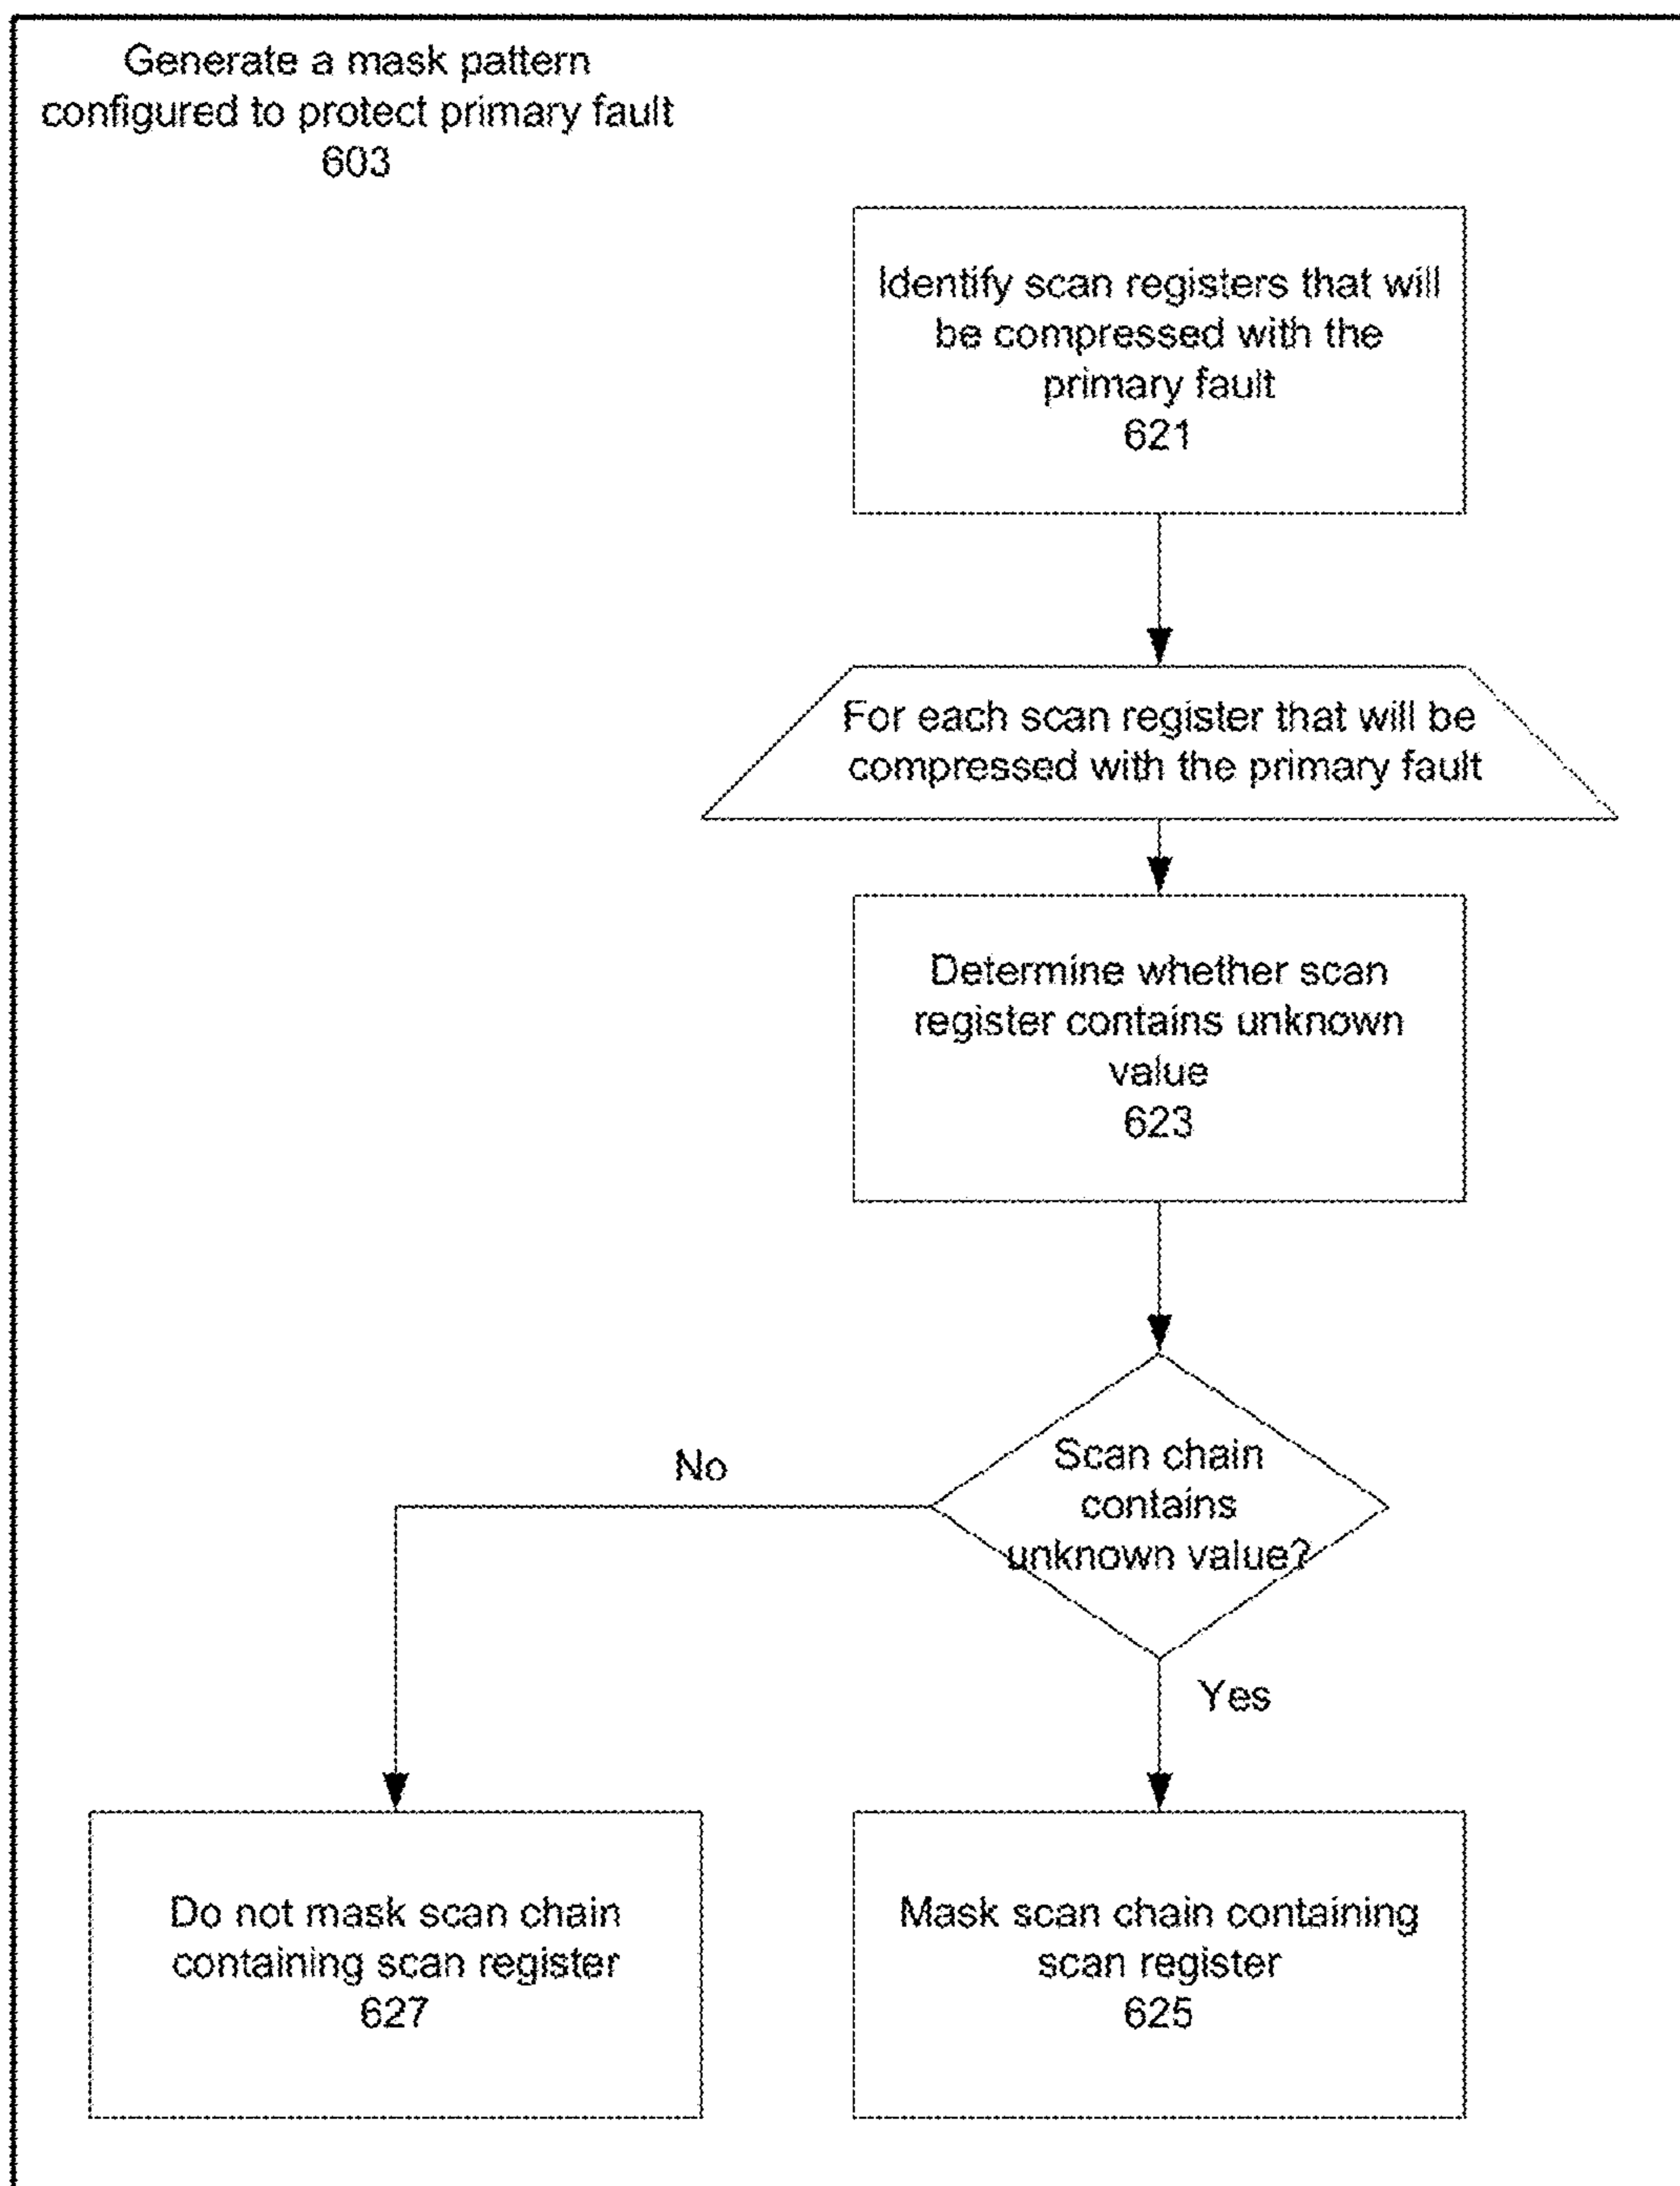 Generate a mask pattern
configured to protect primary fault
603
Identify scan registers that will
be compressed with the
primary fault
621
For each scan register that will be
compressed with the primary fault
Determine whether scan
register contains unknown
value
623
Scan chain
contains
unknown value?
No
Yes
Do not mask scan chain
containing scan register
627
Mask scan chain containing
scan register
625